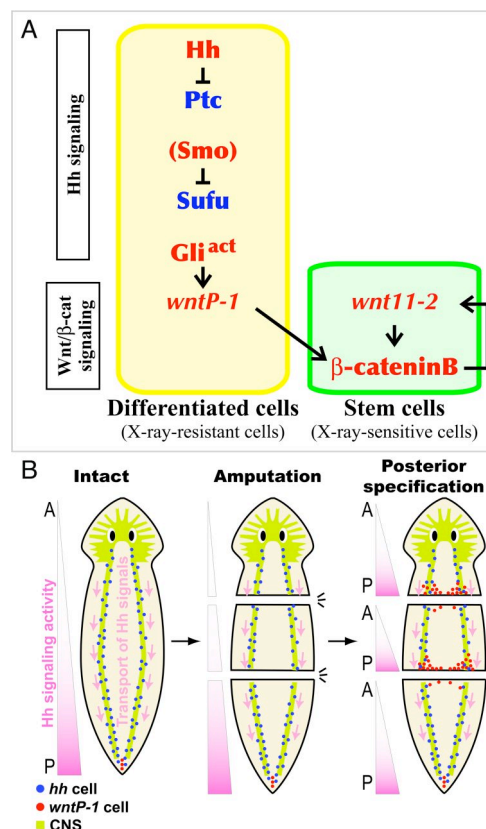 A
Hh signaling
Wnt/β-cat
signaling
Hh
Ptc
(Smo)
Sufu
Gli act
wntP-1
wnt11-2
β-cateninB
Differentiated cells
(X-ray-resistant cells)
Stem cells
(X-ray-sensitive cells)
B
Intact
Amputation
Posterior
specification
A
P
Hh signaling activity
Transport of Hh signals
A
P
A
P
A
P
hh cell
wntP-1 cell
CNS